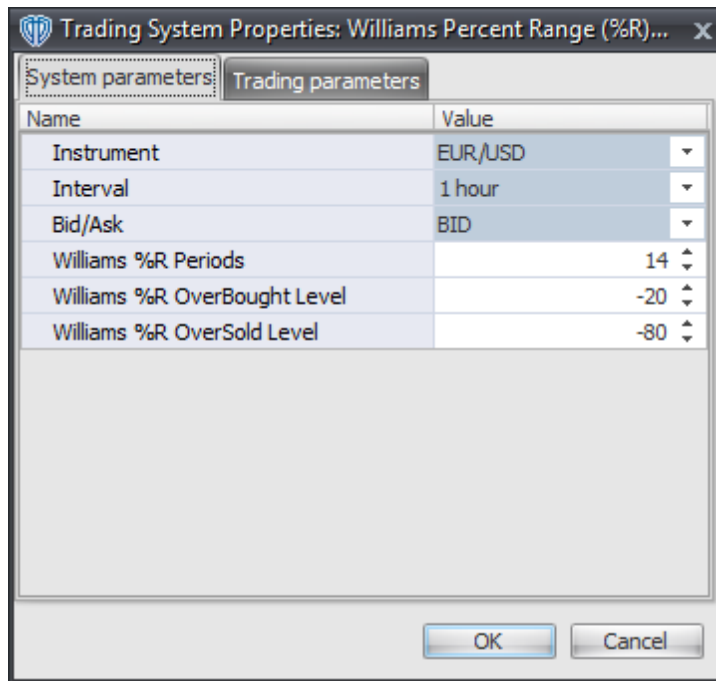 Trading System Properties: Williams Percent Range (%R)... x
System parameters Trading parameters
Name Value
Instrument EUR/USD
Interval 1 hour
Bid/Ask BID
Williams %R Periods 14
Williams %R OverBought Level -20
Williams %R OverSold Level -80
OK Cancel